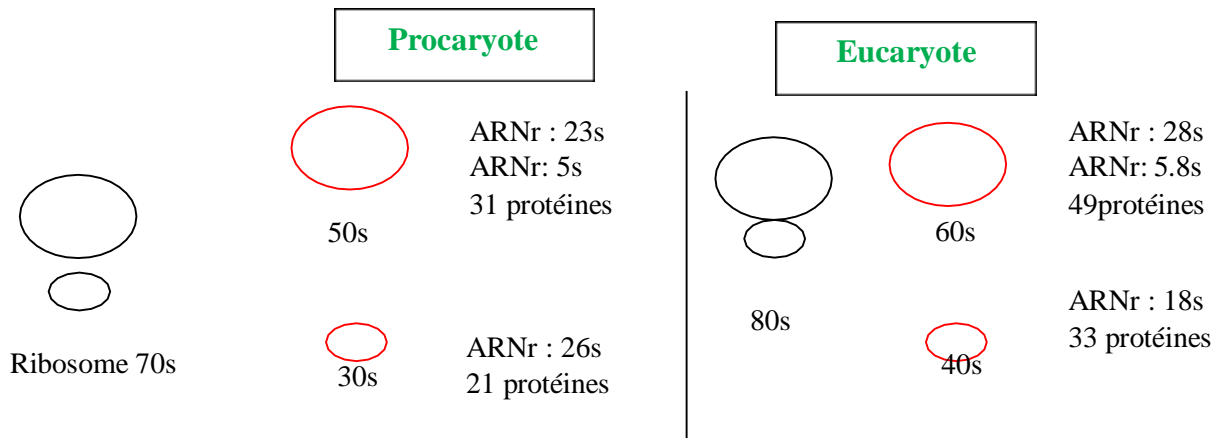 Procaryote
ARNr : 23s
ARNr: 5s
31 protéines
50s
Ribosome 70s
30s
ARNr : 26s
21 protéines
Eucaryote
ARNr : 28s
ARNr: 5.8s
49protéines
60s
80s
ARNr : 18s
33 protéines
40s